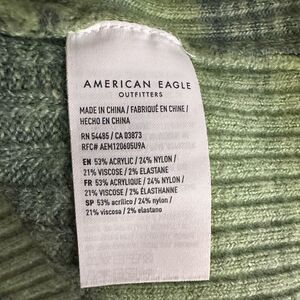 AMERICAN EAGLE
OUTFITTERS
MADE IN CHINA / FABRIQUÉ EN CHINE /
HECHO EN CHINA
RN 54485 / CA 03873
RFC# AEM120605U9A
EN 53% ACRYLIC / 24% NYLON /
21% VISCOSE / 2% ELASTANE
FR 53% ACRYLIQUE / 24% NYLON /
21% VISCOSE / 2% ÉLASTHANNE
SP 53% acrílico / 24% nylon /
21% viscosa / 2% elastano